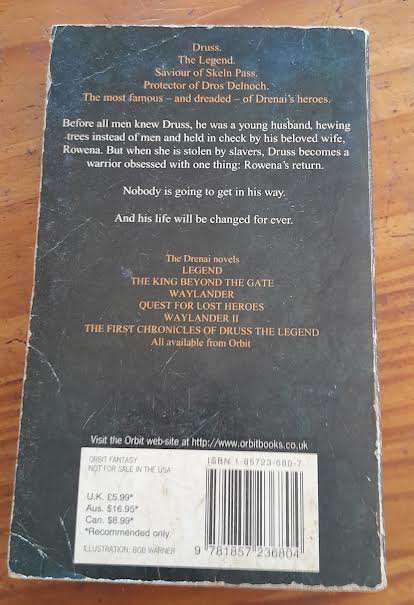 Druss.
The Legend.
Saviour of Skeln Pass.
Protector of Dros Delnoch.
The most famous – and dreaded – of Drenai's heroes.
Before all men knew Druss, he was a young husband, hewing
trees instead of men and held in check by his beloved wife,
Rowena. But when she is stolen by slavers, Druss becomes a
warrior obsessed with one thing: Rowena's return.
Nobody is going to get in his way.
And his life will be changed for ever.
The Drenai novels
LEGEND
THE KING BEYOND THE GATE
WAYLANDER
QUEST FOR LOST HEROES
WAYLANDER II
THE FIRST CHRONICLES OF DRUSS THE LEGEND
All available from Orbit
Visit the Orbit web-site at http://www.orbitbooks.co.uk
ORBIT FANTASY
NOT FOR SALE IN THE USA
U.K. £5.99*
Aus. $16.95*
Can. $8.99*
*Recommended only
ILLUSTRATION: BOB WARNER
ISBN 1-85723-680-7
9 781857 236804